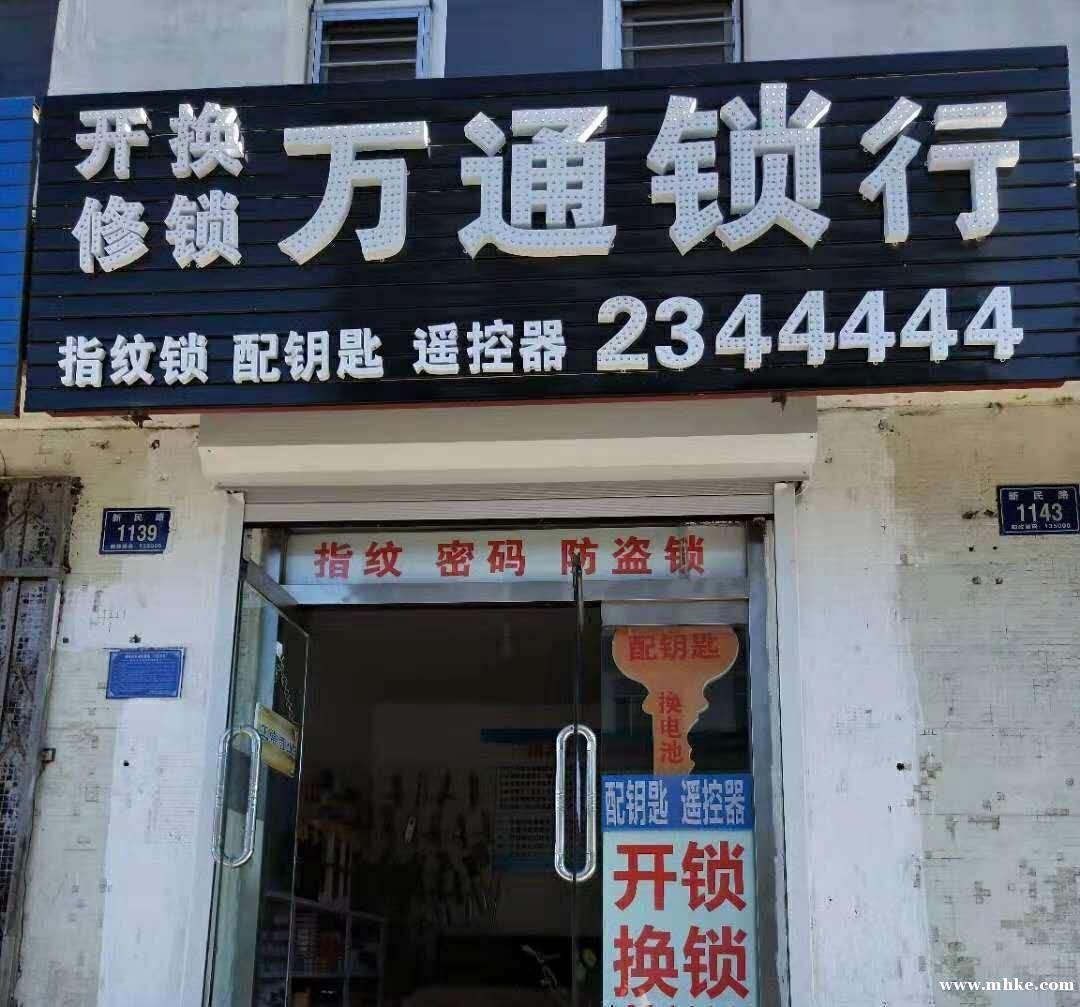 开换
修锁
万通锁行
指纹锁 配钥匙 遥控器 2344444
新民路
1139
新民路
1143
135000
指纹 密码 防盗锁
配钥匙
换电池
配钥匙 遥控器
开锁
换锁
www.mhke.com